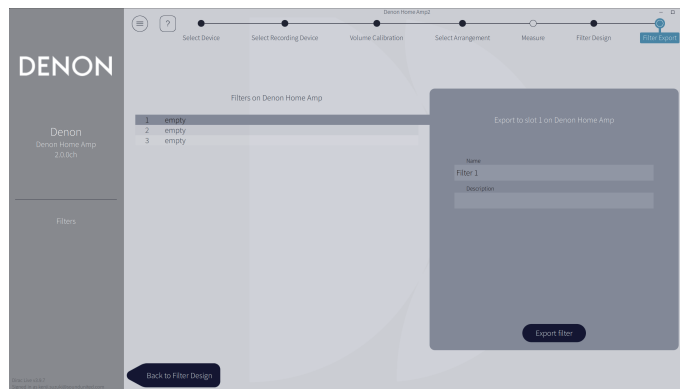 Denon Home Amp2
?
Select Device
Select Recording Device
Volume Calibration
Select Arrangement
Measure
Filter Design
Filter Export
DENON
Denon
Denon Home Amp
2.0.0ch
Filters
Filters on Denon Home Amp
1 empty
2 empty
3 empty
Export to slot 1 on Denon Home Amp
Name
Filter 1
Description
Export filter
Back to Filter Design